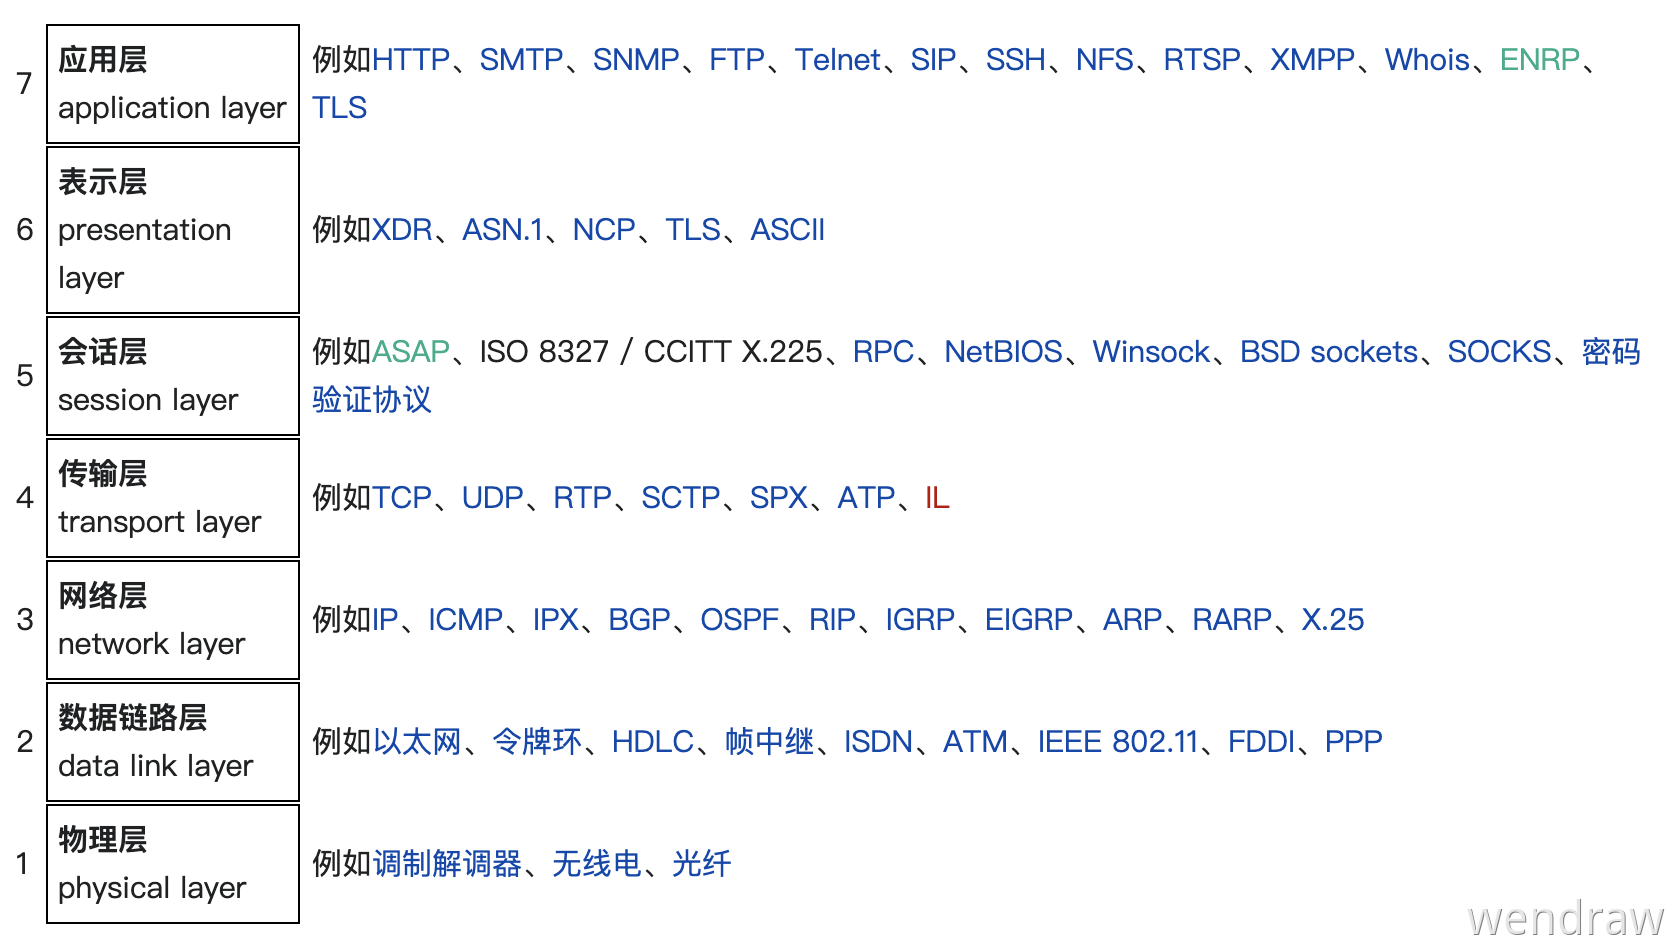 7
应用层
application layer
例如HTTP、SMTP、SNMP、FTP、Telnet、SIP、SSH、NFS、RTSP、XMPP、Whois、ENRP、
TLS
6
表示层
presentation
layer
例如XDR、ASN.1、NCP、TLS、ASCII
5
会话层
session layer
例如ASAP、ISO 8327 / CCITT X.225、RPC、NetBIOS、Winsock、BSD sockets、SOCKS、密码
验证协议
4
传输层
transport layer
例如TCP、UDP、RTP、SCTP、SPX、ATP、IL
3
网络层
network layer
例如IP、ICMP、IPX、BGP、OSPF、RIP、IGRP、EIGRP、ARP、RARP、X.25
2
数据链路层
data link layer
例如以太网、令牌环、HDLC、帧中继、ISDN、ATM、IEEE 802.11、FDDI、PPP
1
物理层
physical layer
例如调制解调器、无线电、光纤
wendraw